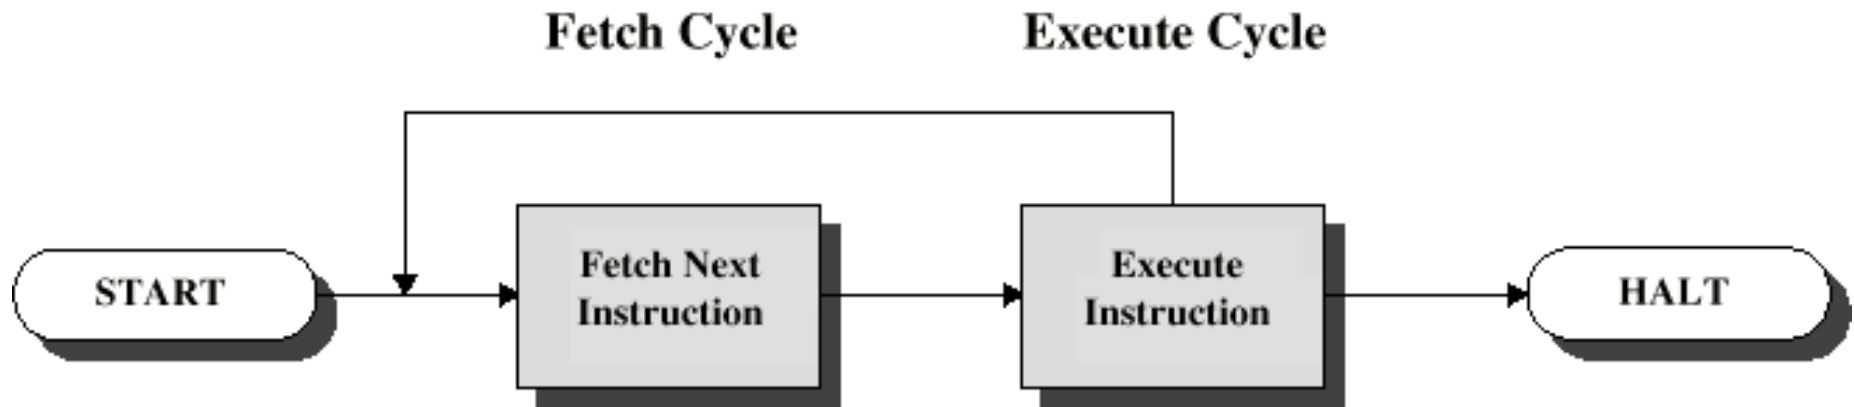 Fetch Cycle
Execute Cycle
START
Fetch Next
Instruction
Execute
Instruction
HALT